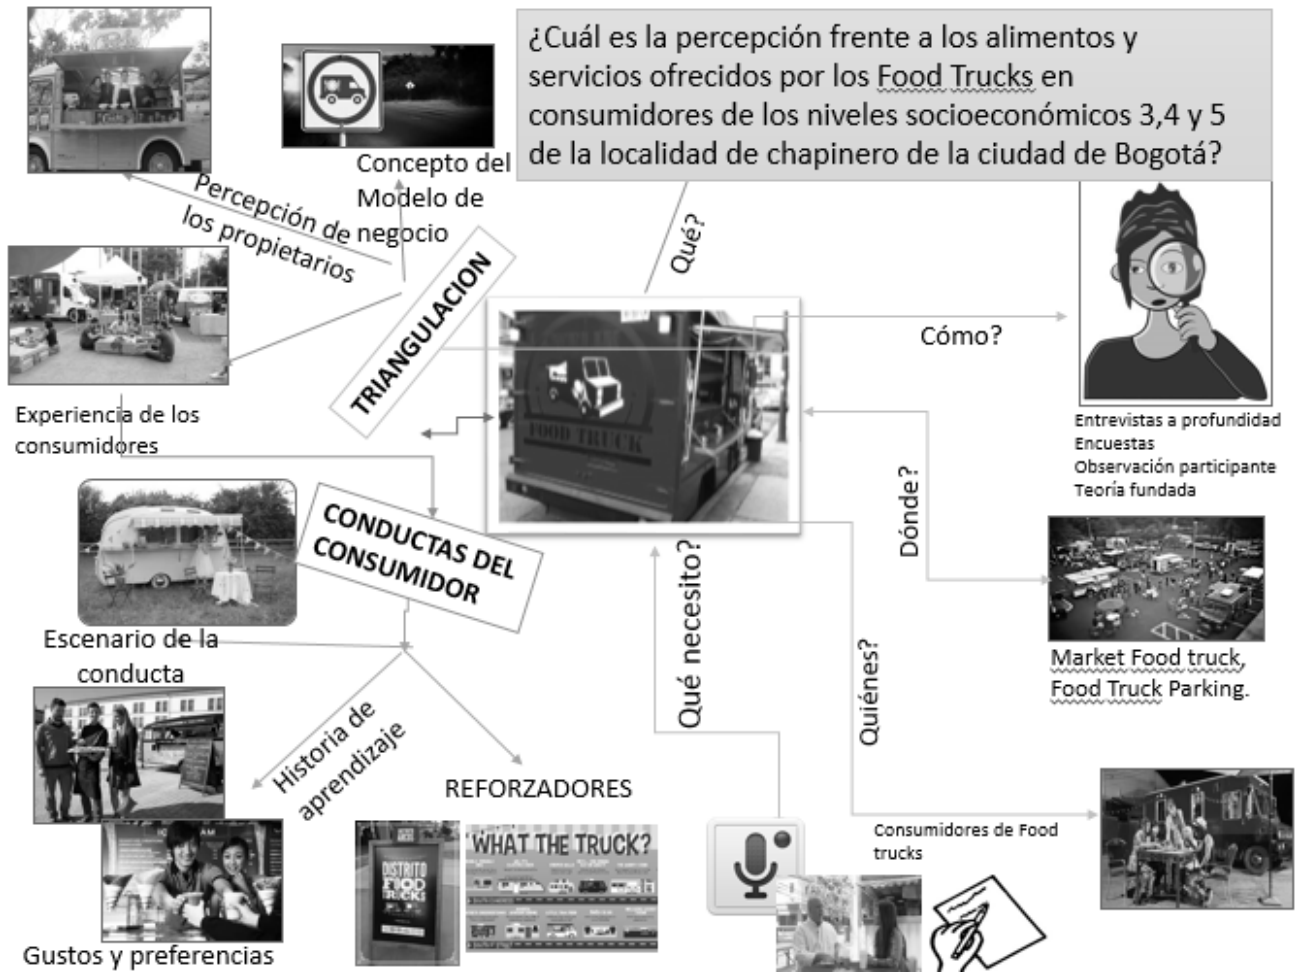 ¿Cuál es la percepción frente a los alimentos y
servicios ofrecidos por los Food Trucks en
consumidores de los niveles socioeconómicos 3,4 y 5
de la localidad de chapinero de la ciudad de Bogotá?
Concepto del
Modelo de
negocio
Percepción de
los propietarios
Qué?
TRIANGULACION
Cómo?
FOOD TRUCK
Experiencia de los
consumidores
Entrevistas a profundidad
Encuestas
Observación participante
Teoría fundada
Dónde?
CONDUCTAS DEL
CONSUMIDOR
Qué necesito?
Quiénes?
Escenario de la
conducta
Market Food truck,
Food Truck Parking.
Historia de
aprendizaje
REFORZADORES
DISTRITO
FOOD
TRUCKS
WHAT THE TRUCK?
Consumidores de Food
trucks
Gustos y preferencias